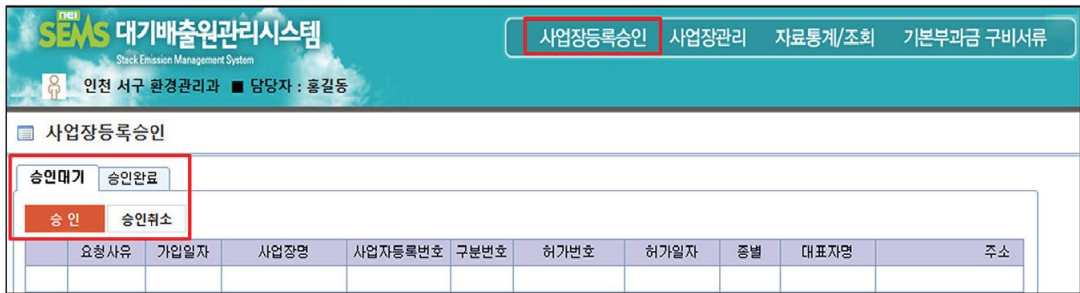 nei
SEMS 대기배출원관리시스템
Stack Emission Management System
사업장등록승인 사업장관리 자료통계/조회 기본부과금 구비서류
인천 서구 환경관리과 ■ 담당자 : 홍길동
사업장등록승인
승인대기 승인완료
승 인 승인취소
요청사유 가입일자 사업장명 사업자등록번호 구분번호 허가번호 허가일자 종별 대표자명 주소